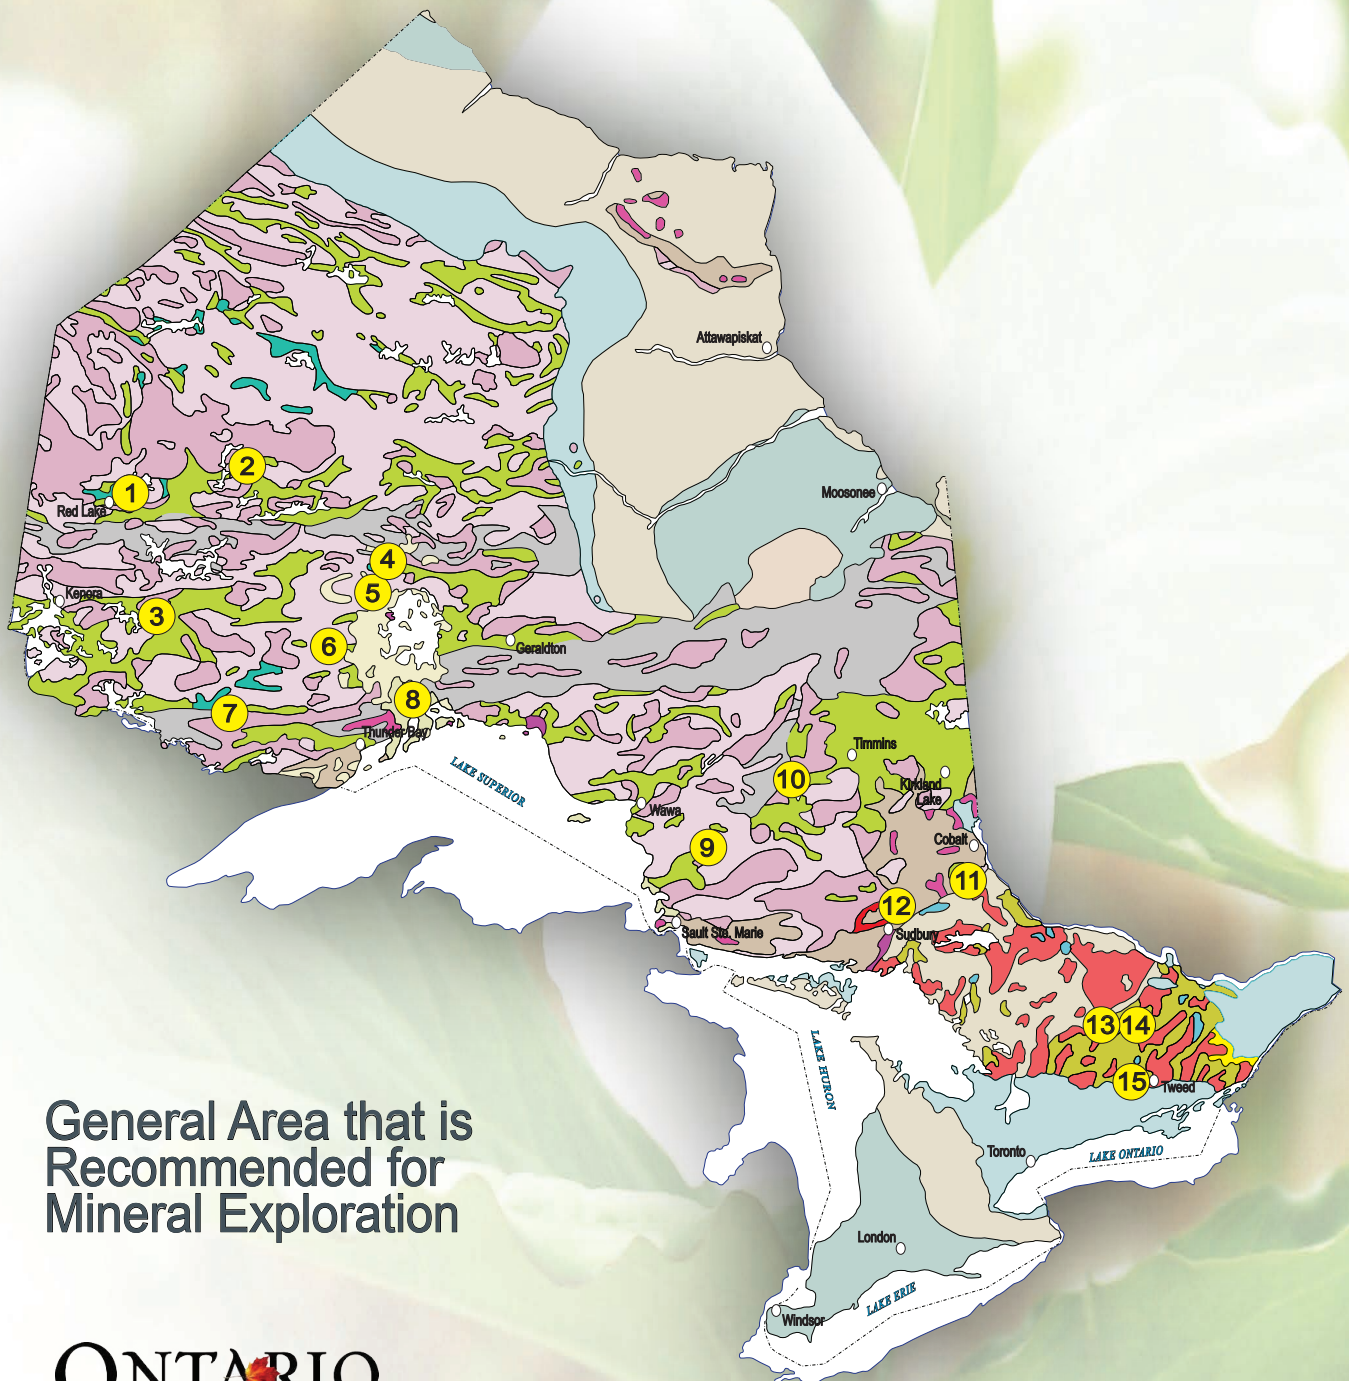 Attawapiskat
Moosonee
2
1
Red Lake
4
5
Kenora
3
6
Geraldton
8
7
Thunder Bay
Timmins
LAKE SUPERIOR
10
Kirkland
Lake
Wawa
Cobalt
9
11
12
Sault Ste. Marie
Sudbury
13
14
LAKE HURON
15
Tweed
Toronto
LAKE ONTARIO
General Area that is
Recommended for
Mineral Exploration
London
LAKE ERIE
Windsor
ONTARIO